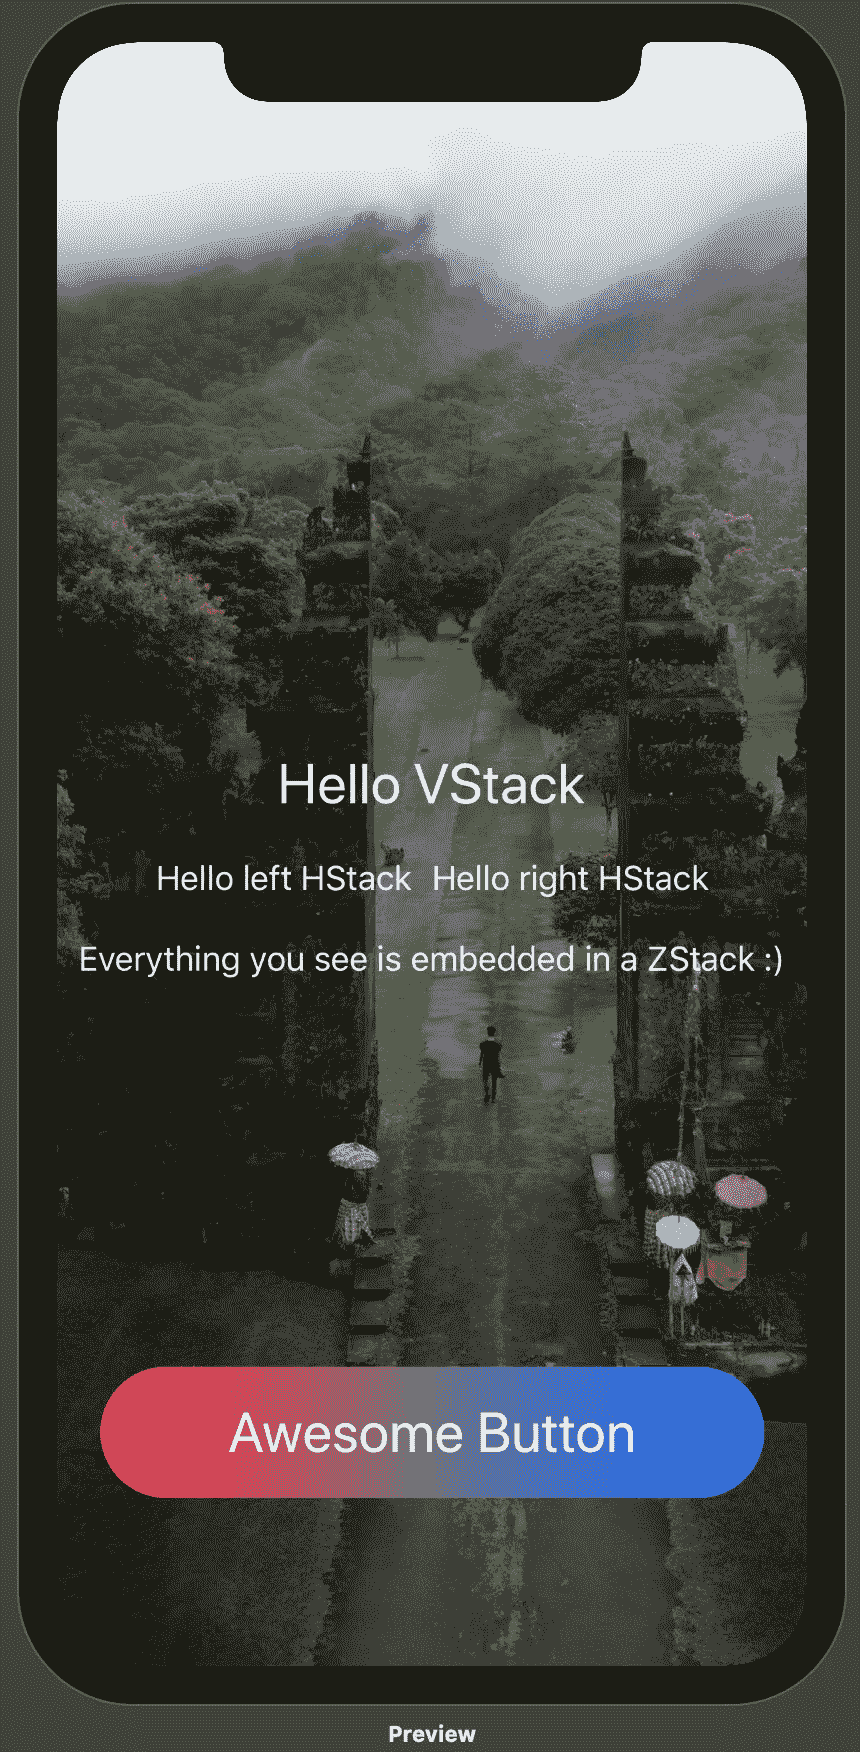 Hello VStack
Hello left HStack Hello right HStack
Everything you see is embedded in a ZStack :)
Awesome Button
Preview